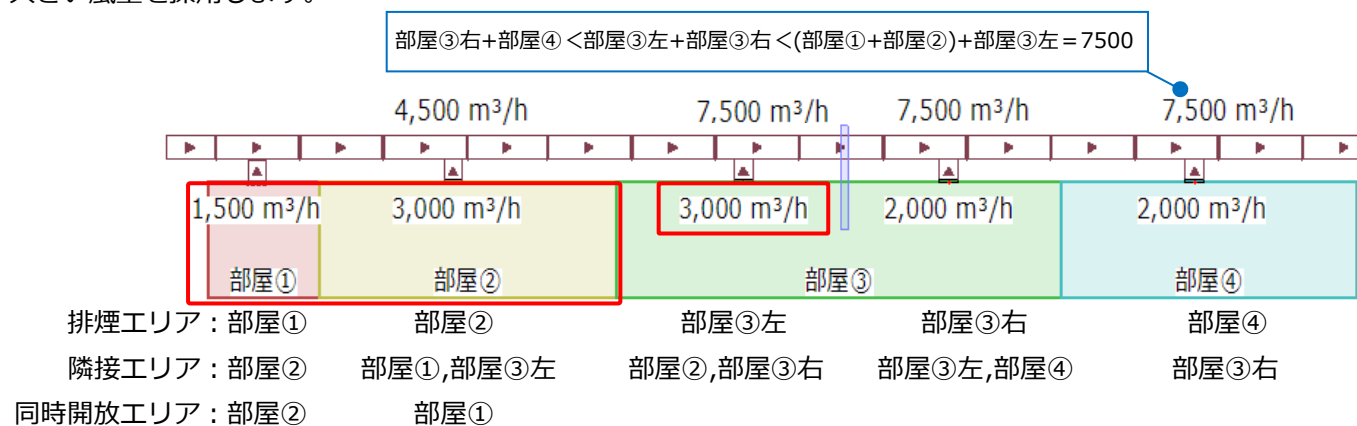 部屋③右+部屋④＜部屋③左+部屋③右＜(部屋①+部屋②)+部屋③左＝7500
4,500 m³/h 7,500 m³/h 7,500 m³/h 7,500 m³/h
1,500 m³/h 3,000 m³/h 3,000 m³/h 2,000 m³/h 2,000 m³/h
部屋① 部屋② 部屋③ 部屋④
排煙エリア：部屋① 部屋② 部屋③左 部屋③右 部屋④
隣接エリア：部屋② 部屋①,部屋③左 部屋②,部屋③右 部屋③左,部屋④ 部屋③右
同時開放エリア：部屋② 部屋①